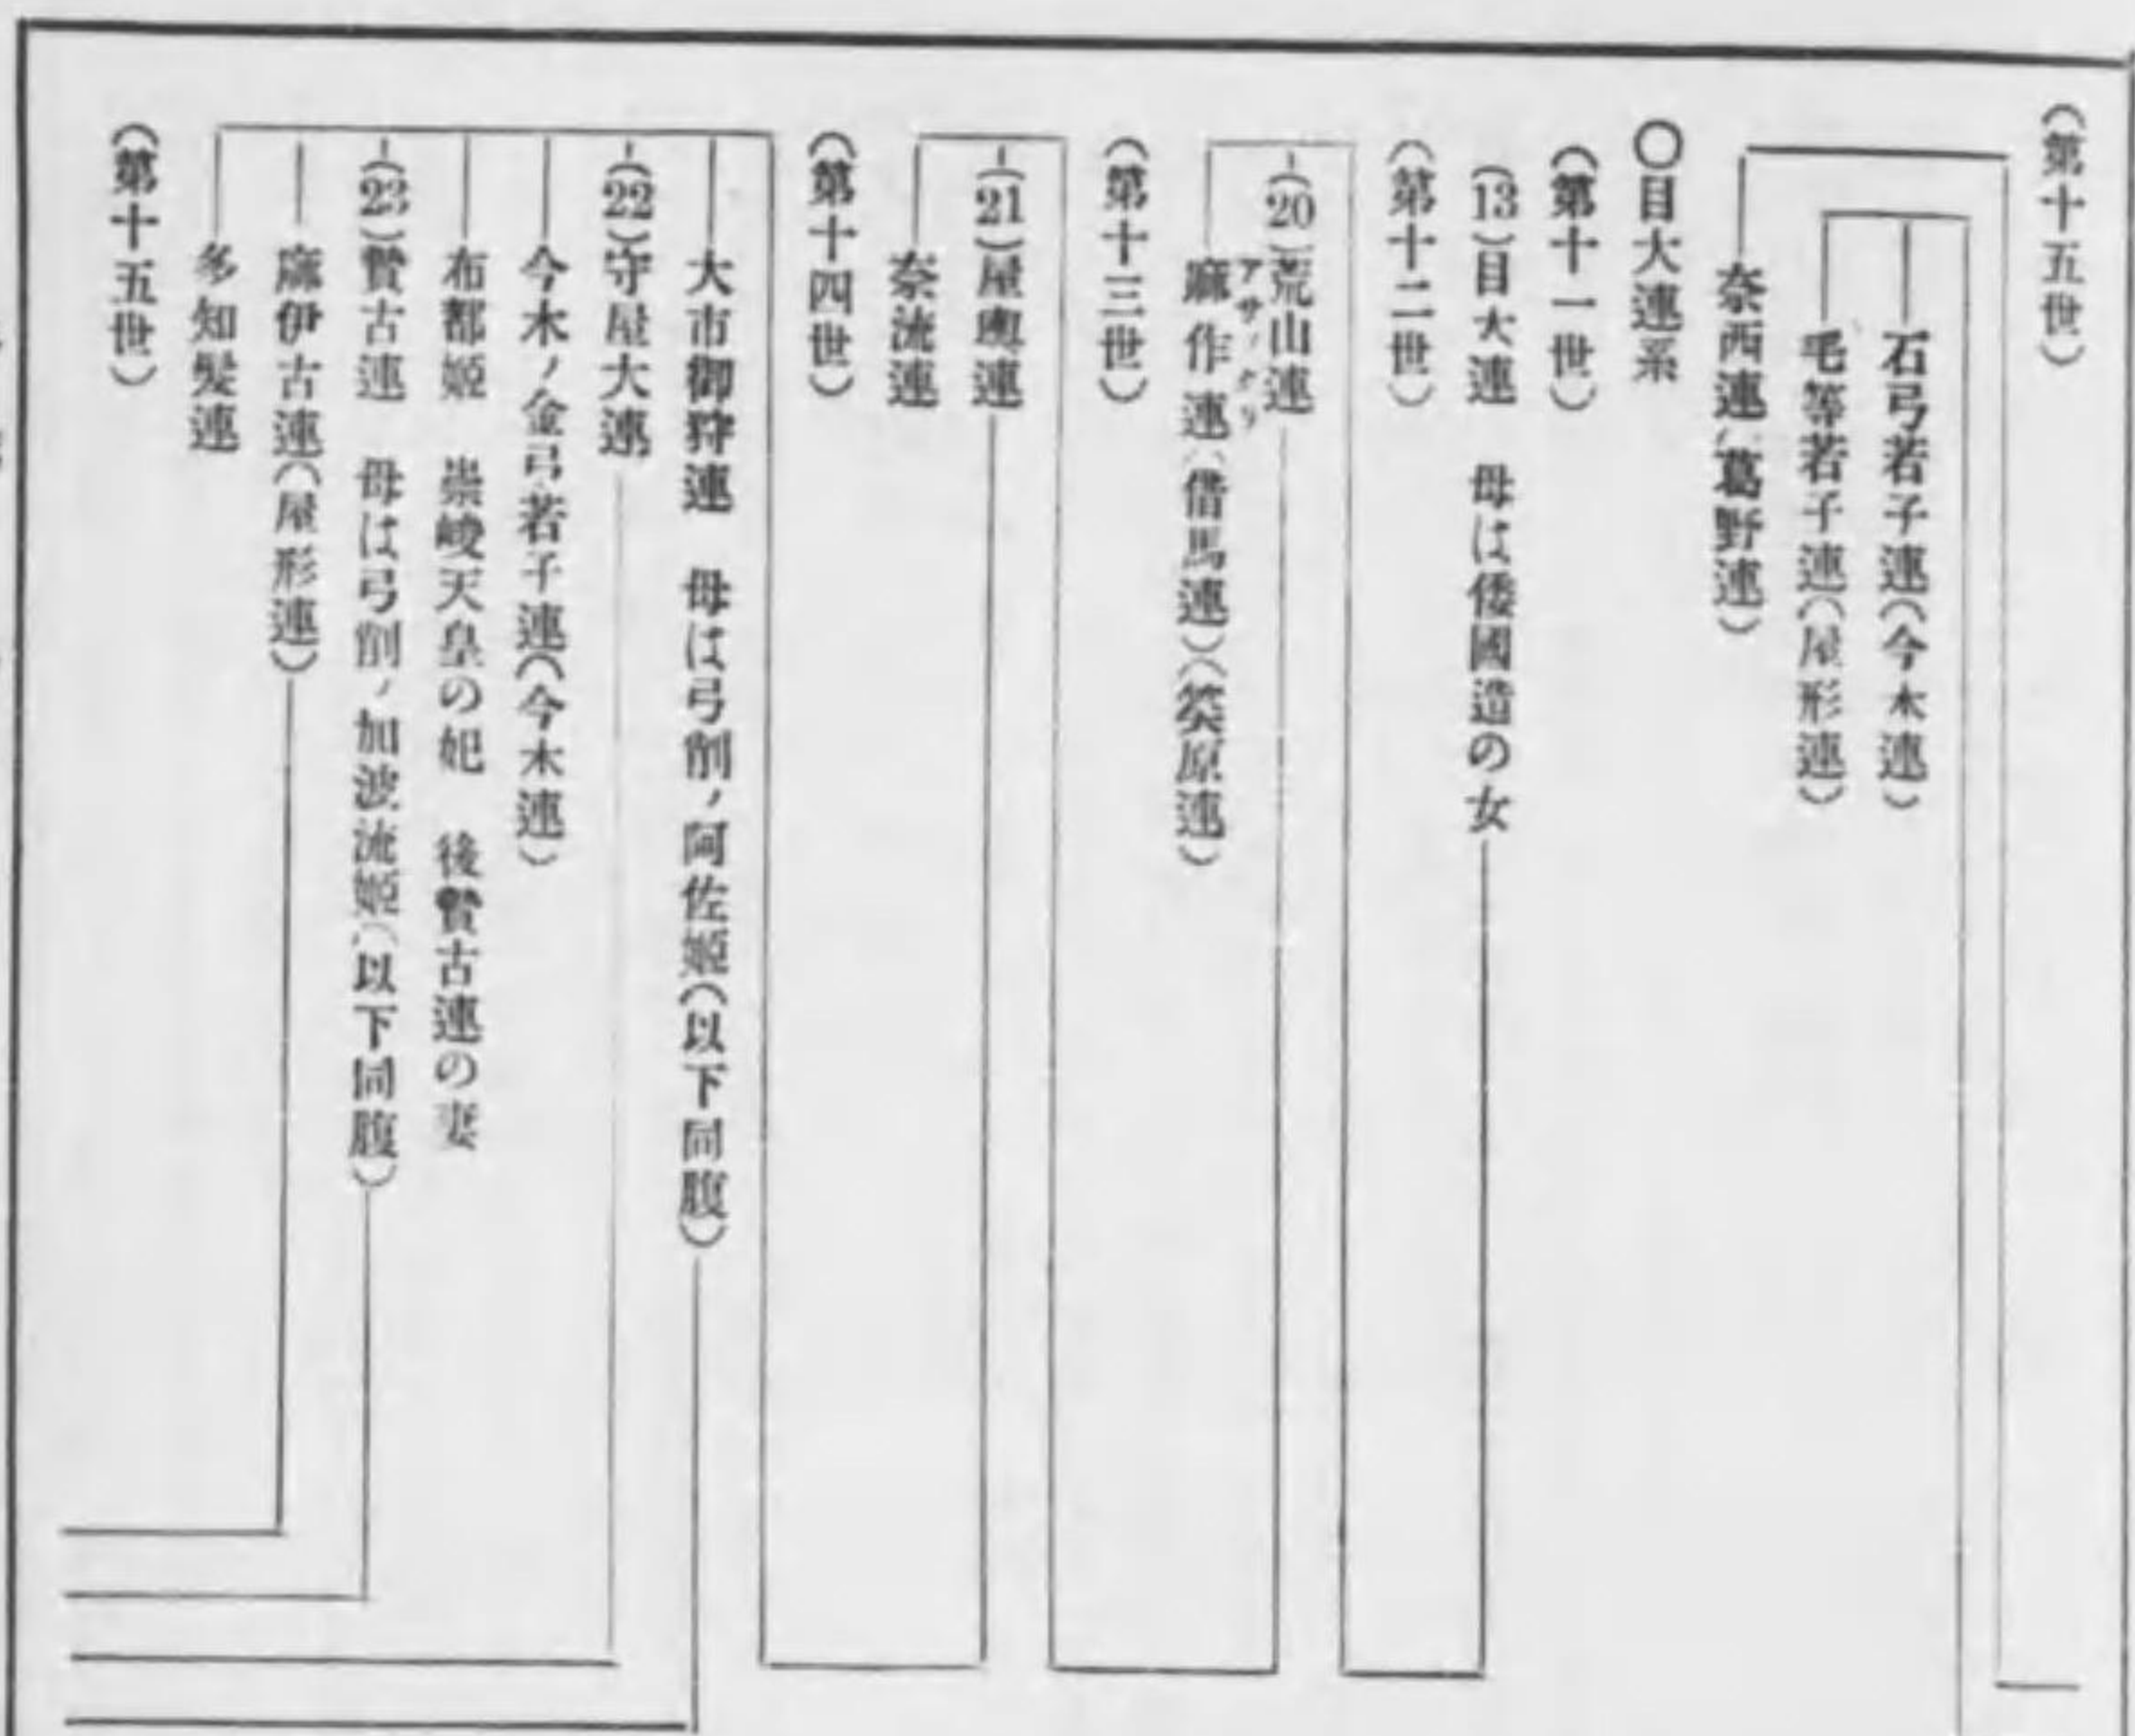 （第十五世）
石弓若子連（今木連）
毛等若子連（屋形連）
奈西連（葛野連）
〇目大連系
（第十一世）
（13）目大連　母は倭國造の女
（第十二世）
（20）荒山連
麻作連（借馬連）（笶原連）
（第十三世）
（21）屋輿連
奈流連
（第十四世）
大市御狩連　母は弓削ノ阿佐姬（以下同腹）
（22）守屋大連
今木ノ金弓若子連（今木連）
布都姬　崇峻天皇の妃　後贄古連の妻
（23）贄古連　母は弓削ノ加波流姬（以下同腹）
麻伊古連（屋形連）
多知髮連
（第十五世）